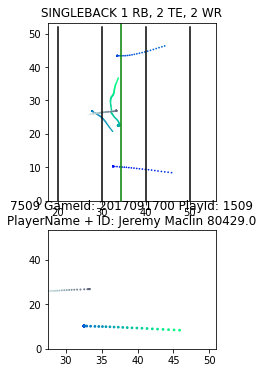 SINGLEBACK 1 RB, 2 TE, 2 WR
50
40
30
20
10
0
20 30 40 50
7509 GameId: 2017091700 PlayId: 1509
PlayerName + ID: Jeremy Maclin 80429.0
40
20
0
30 35 40 45 50